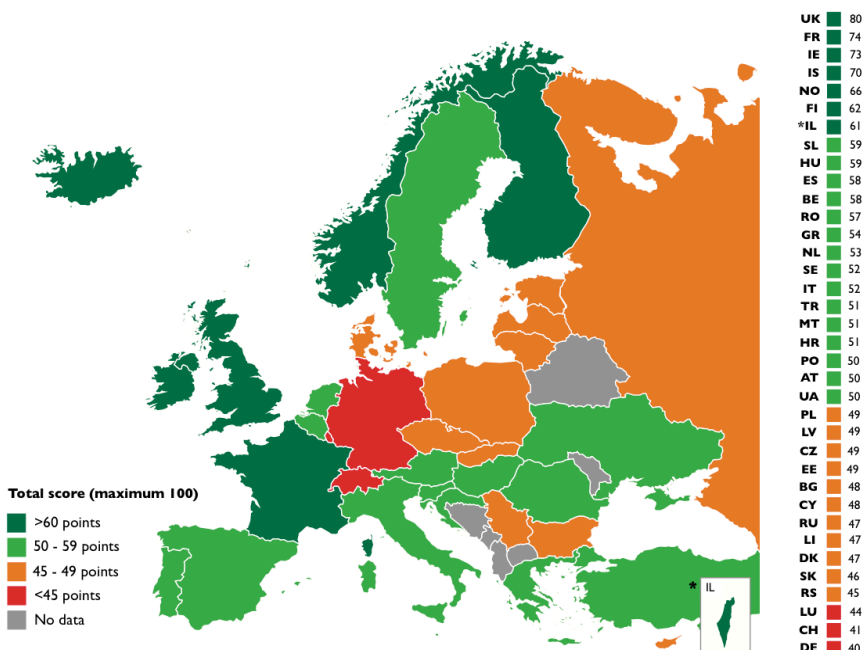 UK 80
FR 74
IE 73
IS 70
NO 66
FI 62
*IL 61
SL 59
HU 59
ES 58
BE 58
RO 57
GR 54
NL 53
SE 52
IT 52
TR 51
MT 51
HR 51
PO 50
AT 50
UA 50
PL 49
LV 49
CZ 49
EE 49
BG 48
CY 48
RU 47
LI 47
DK 47
SK 46
RS 45
LU 44
CH 41
DE 40
Total score (maximum 100)
>60 points
50 - 59 points
45 - 49 points
<45 points
No data
* IL